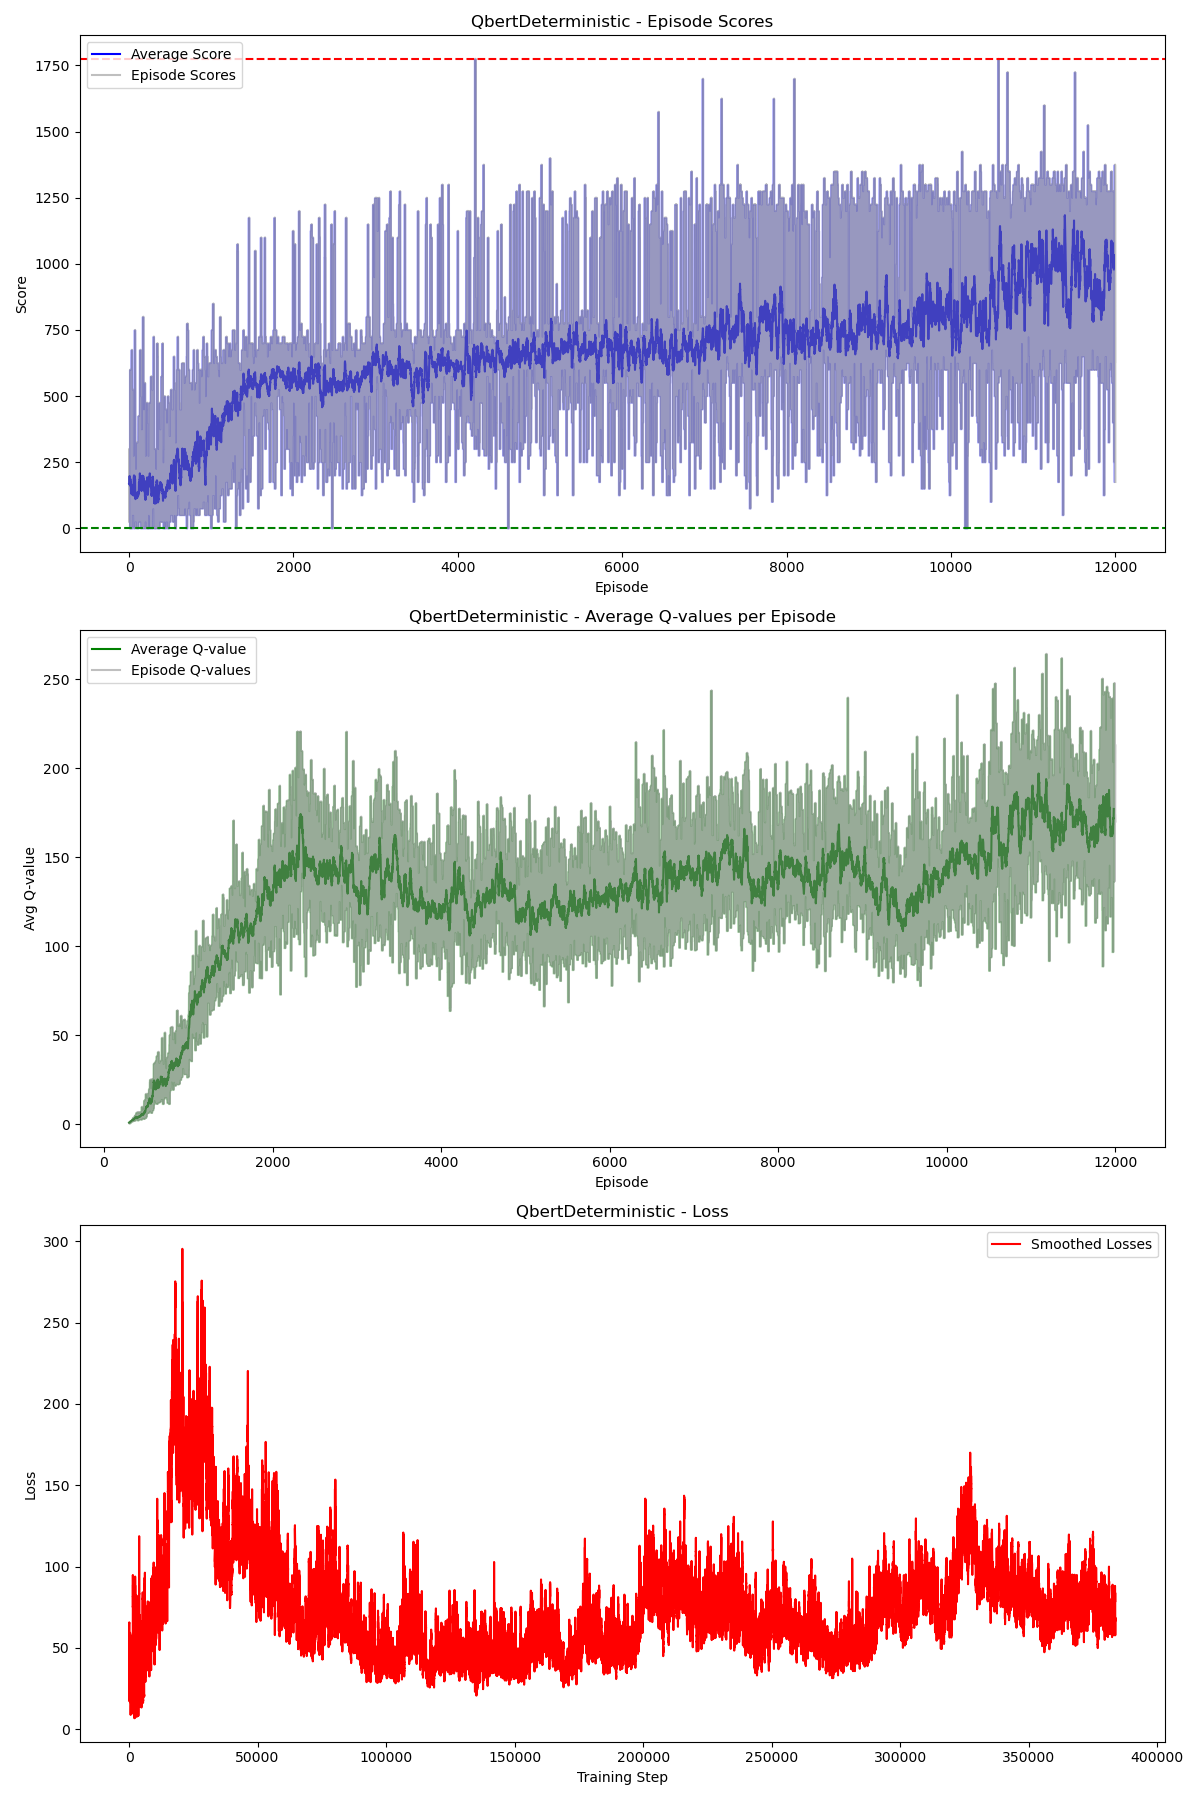 QbertDeterministic - Episode Scores
Average Score
Episode Scores
1750
1500
1250
1000
750
500
250
0
Score
0 2000 4000 6000 8000 10000 12000
Episode
QbertDeterministic - Average Q-values per Episode
Average Q-value
Episode Q-values
250
200
150
100
50
0
Avg Q-value
0 2000 4000 6000 8000 10000 12000
Episode
QbertDeterministic - Loss
Smoothed Losses
300
250
200
150
100
50
0
Loss
0 50000 100000 150000 200000 250000 300000 350000 400000
Training Step